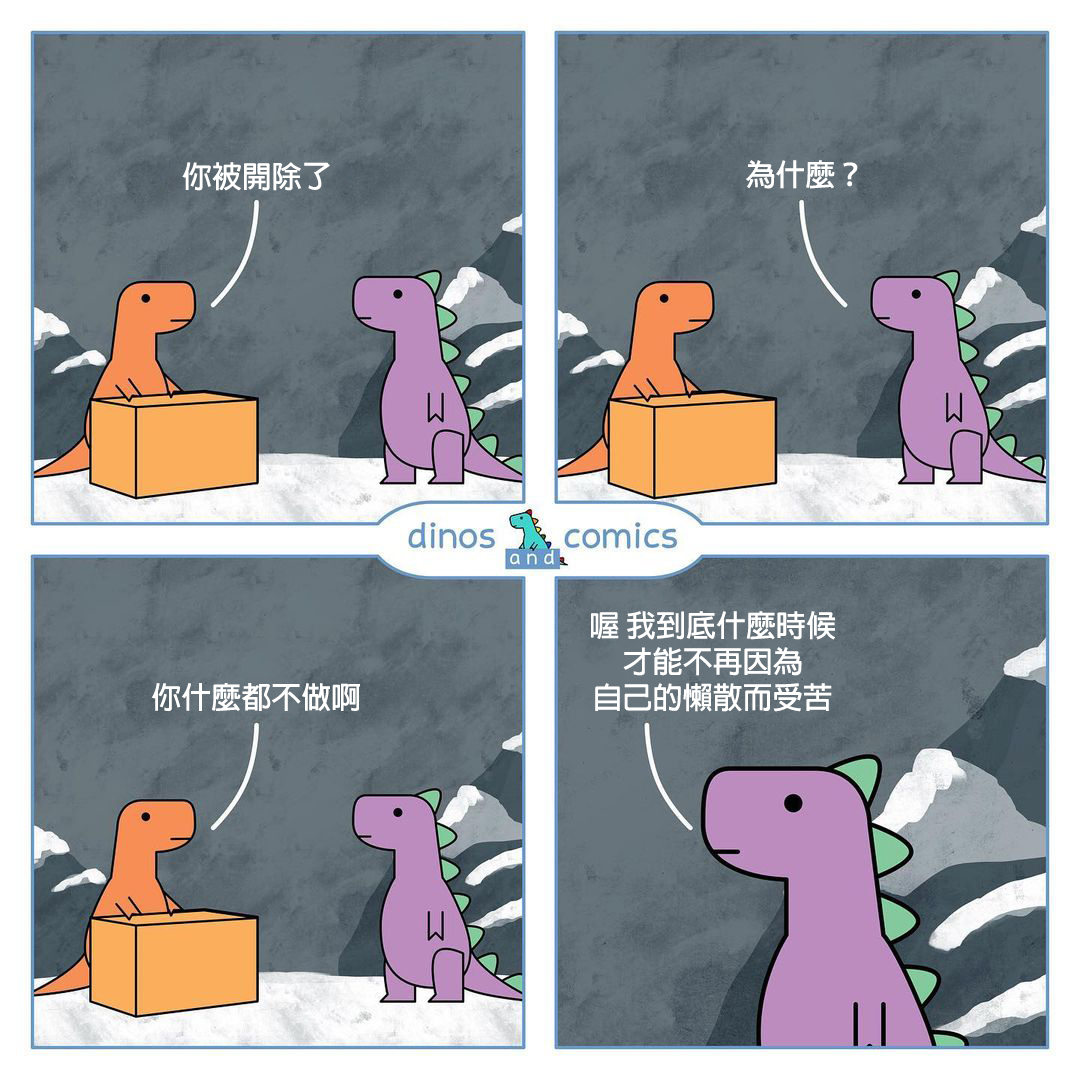 你被開除了
為什麼？
dinos and comics
你什麼都不做啊
喔 我到底什麼時候
才能不再因為
自己的懶散而受苦